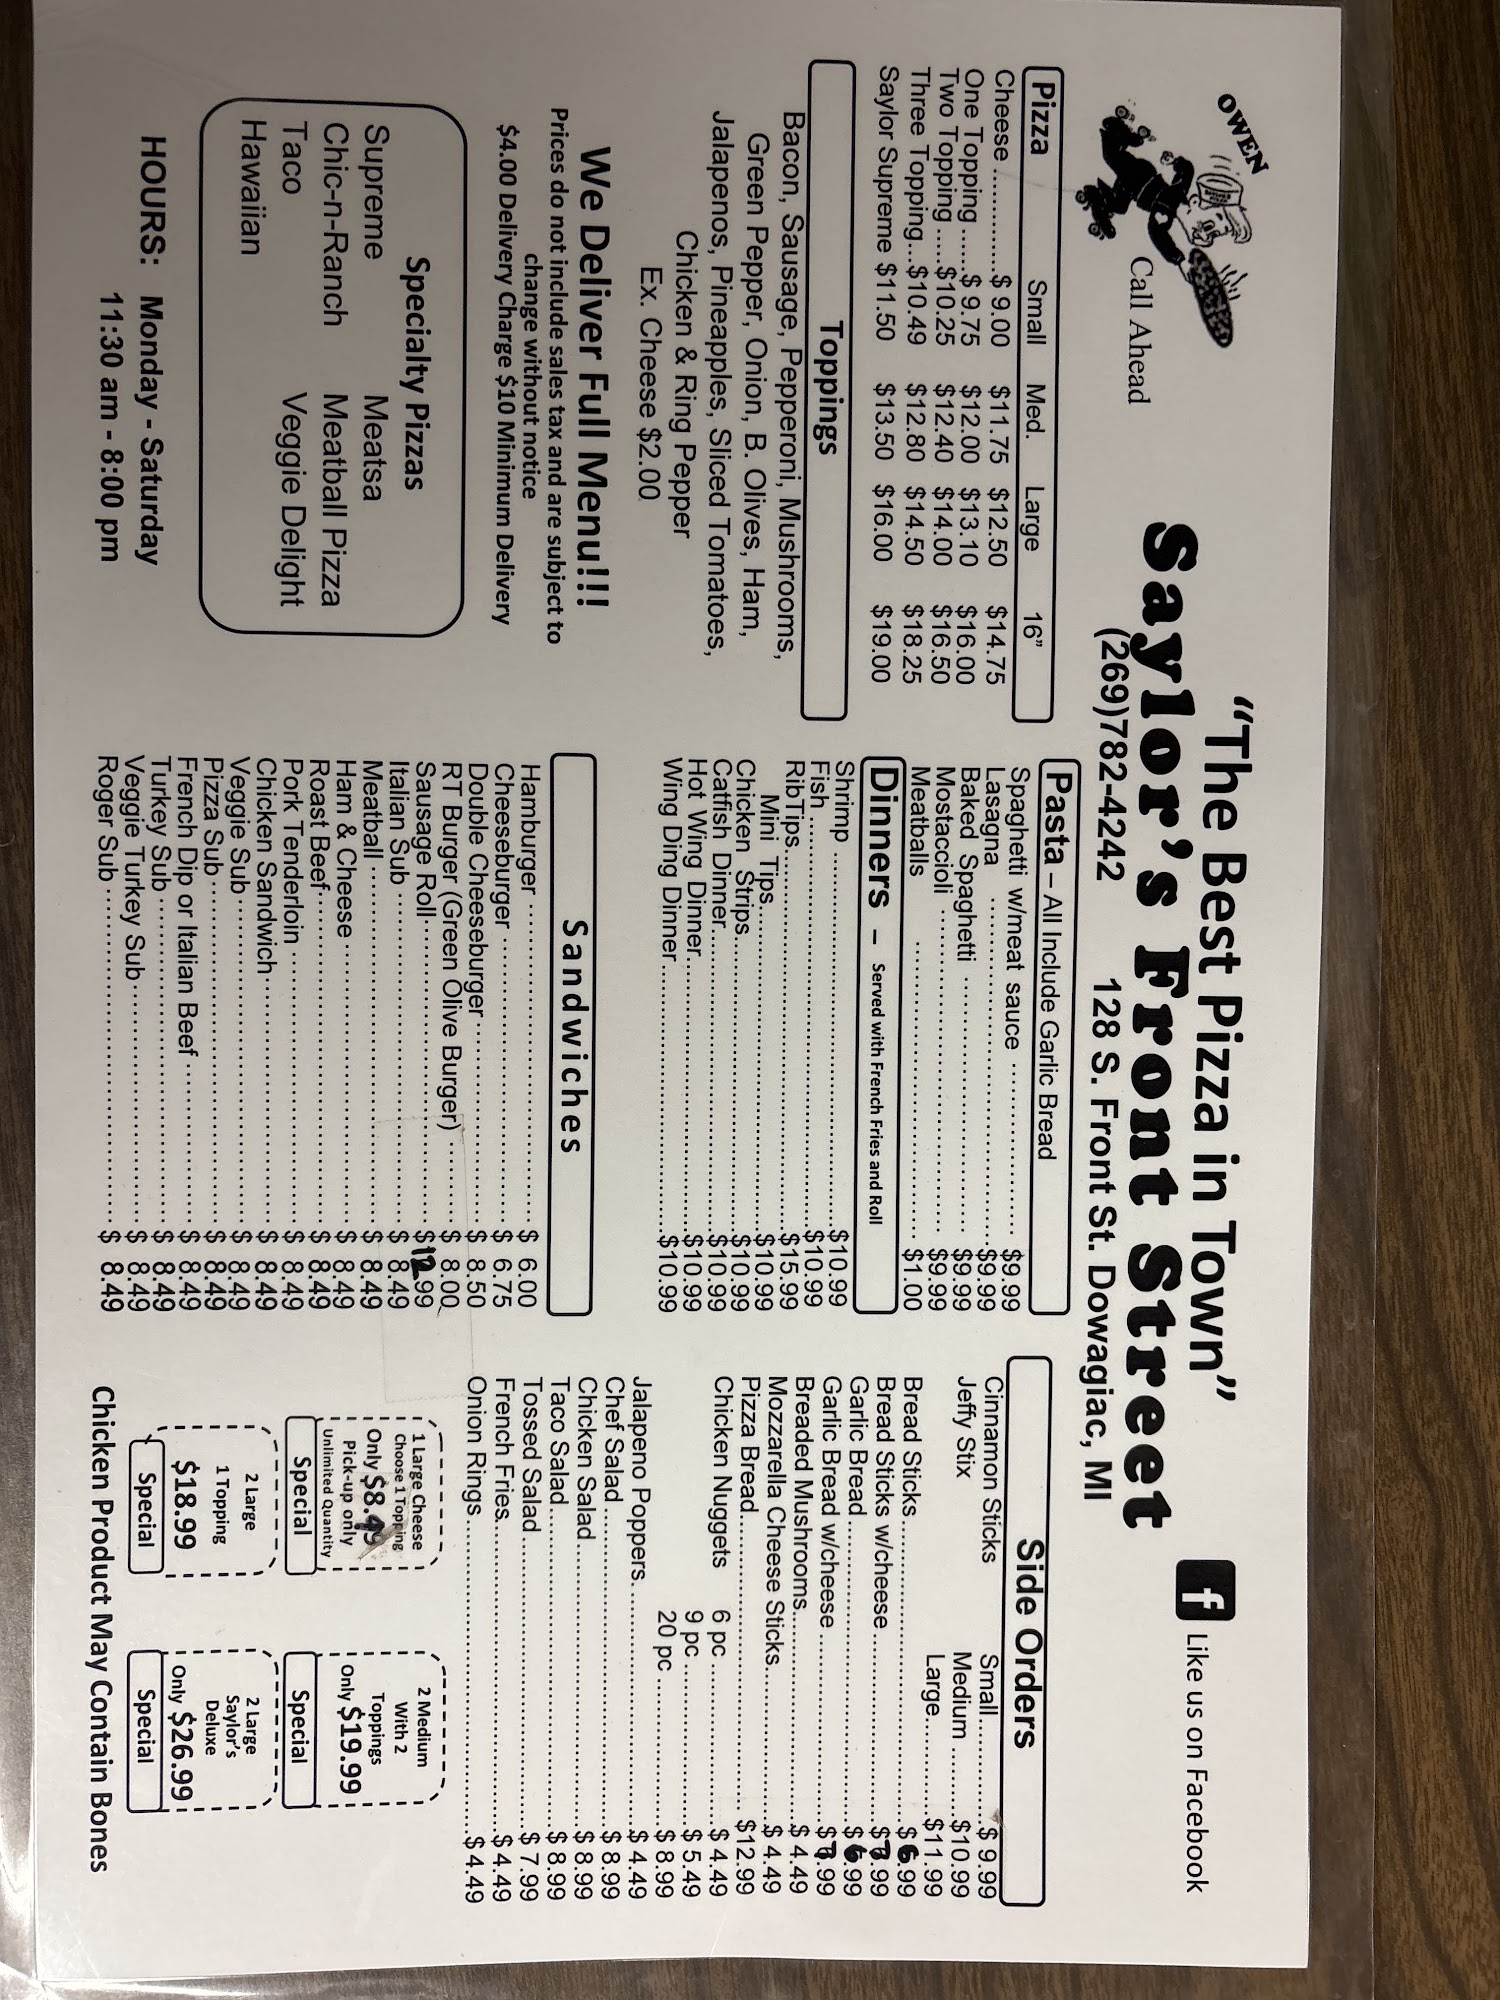 "The Best Pizza in Town"
Saylor's Front Street
OWEN
Call Ahead
(269)782-4242 128 S. Front St. Dowagiac, MI
f Like us on Facebook
Pizza Small Med. Large 16"
Cheese ............$ 9.00 $11.75 $12.50 $14.75
One Topping .....$ 9.75 $12.00 $13.10 $16.00
Two Topping .....$10.25 $12.40 $14.00 $16.50
Three Topping...$10.49 $12.80 $14.50 $18.25
Saylor Supreme $11.50 $13.50 $16.00 $19.00
Toppings
Bacon, Sausage, Pepperoni, Mushrooms,
Green Pepper, Onion, B. Olives, Ham,
Jalapenos, Pineapples, Sliced Tomatoes,
Chicken & Ring Pepper
Ex. Cheese $2.00
We Deliver Full Menu!!!
Prices do not include sales tax and are subject to
change without notice
$4.00 Delivery Charge $10 Minimum Delivery
Specialty Pizzas
Supreme Meatsa
Chic-n-Ranch Meatball Pizza
Taco Veggie Delight
Hawaiian
HOURS: Monday - Saturday
11:30 am - 8:00 pm
Pasta – All Include Garlic Bread
Spaghetti w/meat sauce .................... $9.99
Lasagna ....................$9.99
Baked Spaghetti .................... $9.99
Mostaccioli .................... $9.99
Meatballs .................... $1.00
Dinners – Served with French Fries and Roll
Shrimp ....................$10.99
Fish ....................$10.99
RibTips....................$15.99
Mini Tips....................$10.99
Chicken Strips....................$10.99
Catfish Dinner....................$10.99
Hot Wing Dinner....................$10.99
Wing Ding Dinner....................$10.99
Sandwiches
Hamburger .................... $ 6.00
Cheeseburger .................... $ 6.75
Double Cheeseburger .................... $ 8.50
RT Burger (Green Olive Burger) .......... $ 8.00
Sausage Roll.................... $12.99
Italian Sub .................... $ 8.49
Meatball .................... $ 8.49
Ham & Cheese .................... $ 8.49
Roast Beef.................... $ 8.49
Pork Tenderloin .................... $ 8.49
Chicken Sandwich.................... $ 8.49
Veggie Sub.................... $ 8.49
Pizza Sub .................... $ 8.49
French Dip or Italian Beef .................... $ 8.49
Turkey Sub .................... $ 8.49
Veggie Turkey Sub .................... $ 8.49
Roger Sub .................... $ 8.49
Side Orders
Cinnamon Sticks Small..........$ 9.99
Jeffy Stix Medium ..........$10.99
Large..........$11.99
Bread Sticks....................$ 6.99
Bread Sticks w/cheese....................$7.99
Garlic Bread....................$ 6.99
Garlic Bread w/cheese ....................$7.99
Breaded Mushrooms....................$ 4.49
Mozzarella Cheese Sticks....................$ 4.49
Pizza Bread.................... $12.99
Chicken Nuggets 6 pc ....................$ 4.49
9 pc ....................$ 5.49
20 pc ....................$ 8.99
Jalapeno Poppers....................$ 4.49
Chef Salad ....................$ 8.99
Chicken Salad....................$ 8.99
Taco Salad....................$ 8.99
Tossed Salad....................$ 7.99
French Fries....................$ 4.49
Onion Rings ....................$ 4.49
1 Large Cheese
Choose 1 Topping
Only $8.49
Pick-up only
Unlimited Quantity
Special
2 Medium
With 2
Toppings
Only $19.99
Special
2 Large
1 Topping
$18.99
Special
2 Large
Saylor's
Deluxe
Only $26.99
Special
Chicken Product May Contain Bones